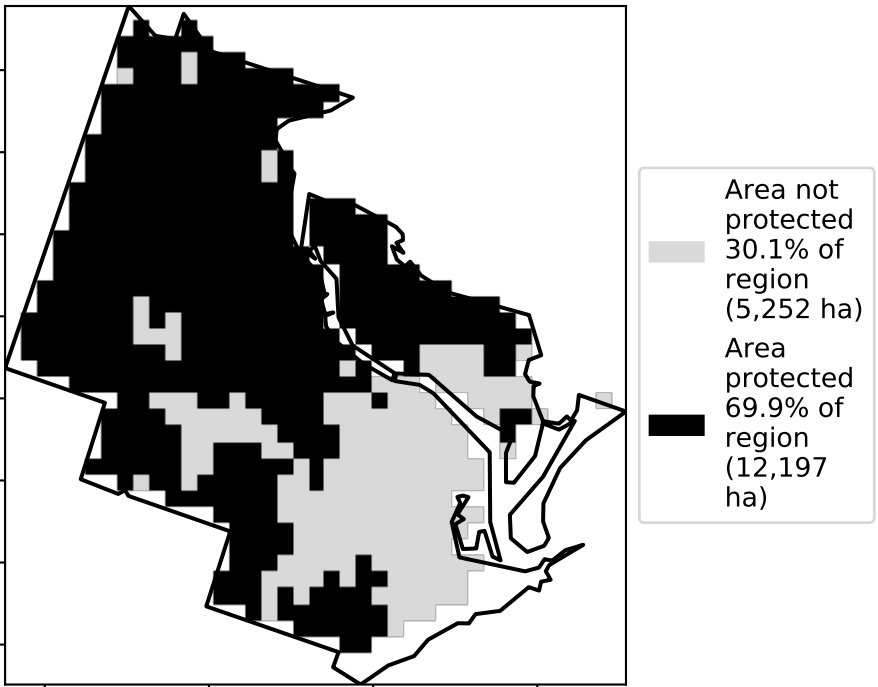 Area not
protected
30.1% of
region
(5,252 ha)
Area
protected
69.9% of
region
(12,197
ha)